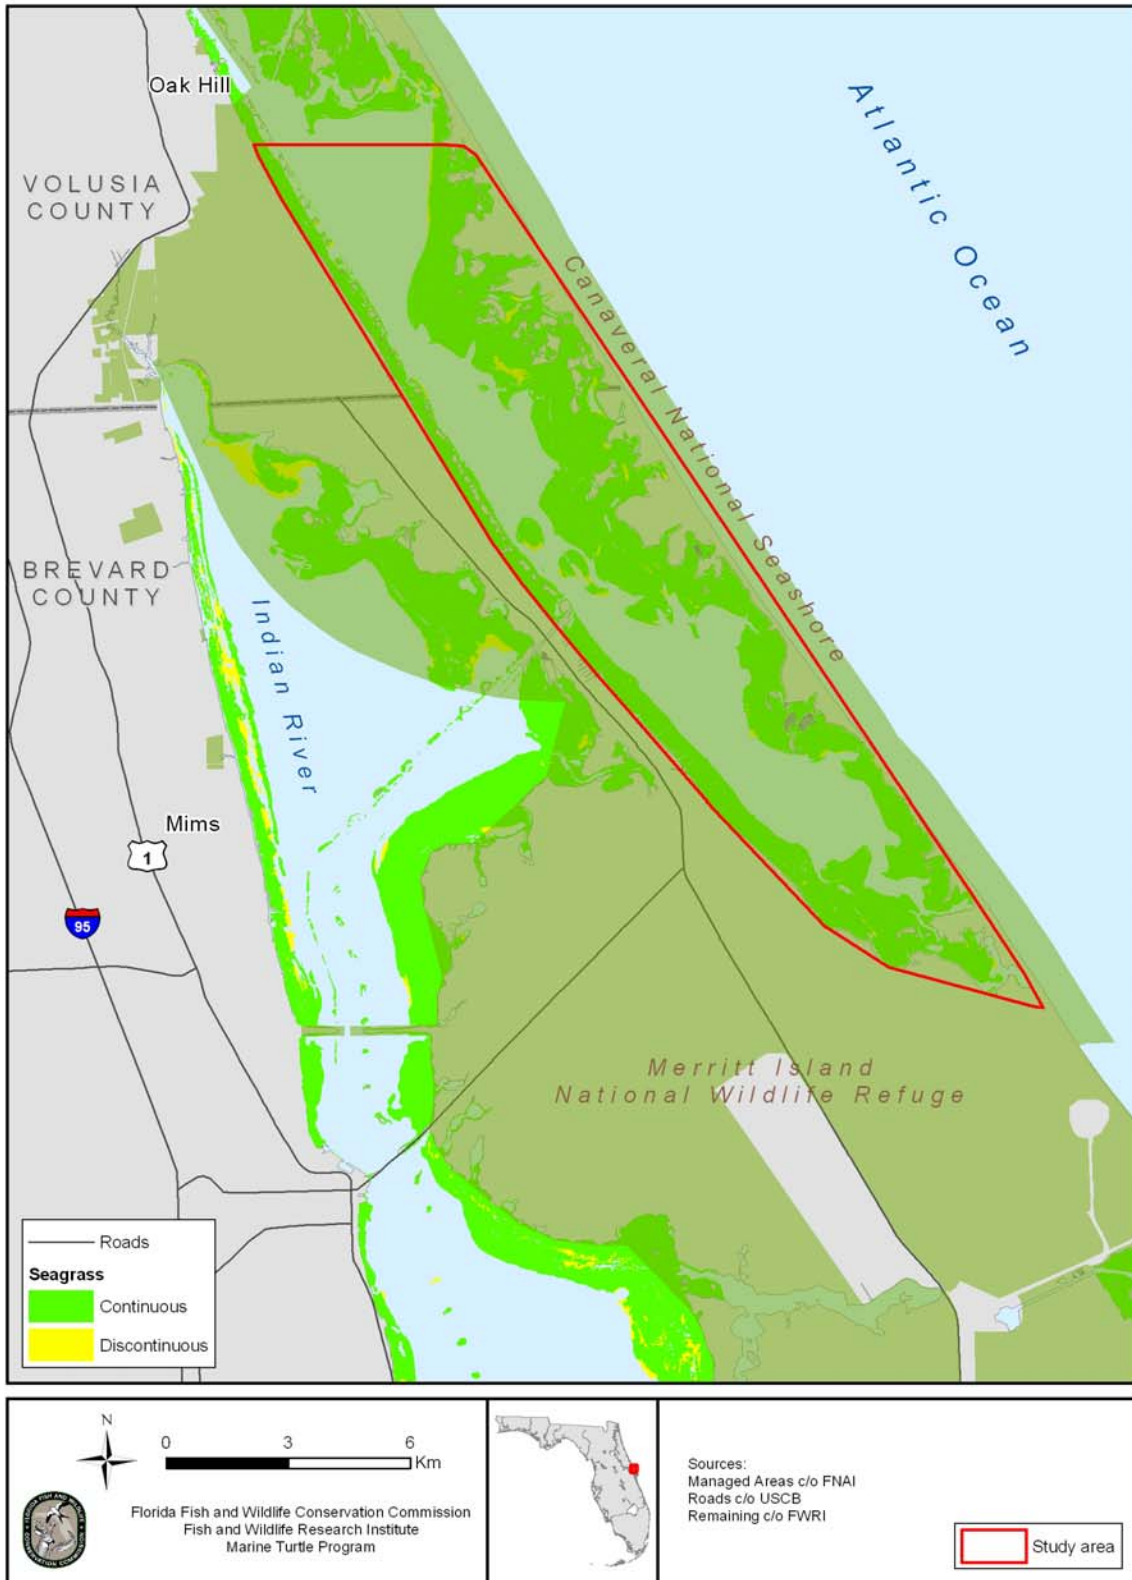 Oak Hill
VOLUSIA
COUNTY
Atlantic Ocean
Canaveral National Seashore
BREVARD
COUNTY
Indian River
Mims
1
95
Merritt Island
National Wildlife Refuge
Roads
Seagrass
Continuous
Discontinuous
N
0 3 6
Km
Florida Fish and Wildlife Conservation Commission
Fish and Wildlife Research Institute
Marine Turtle Program
Sources:
Managed Areas c/o FNAI
Roads c/o USCB
Remaining c/o FWRI
Study area